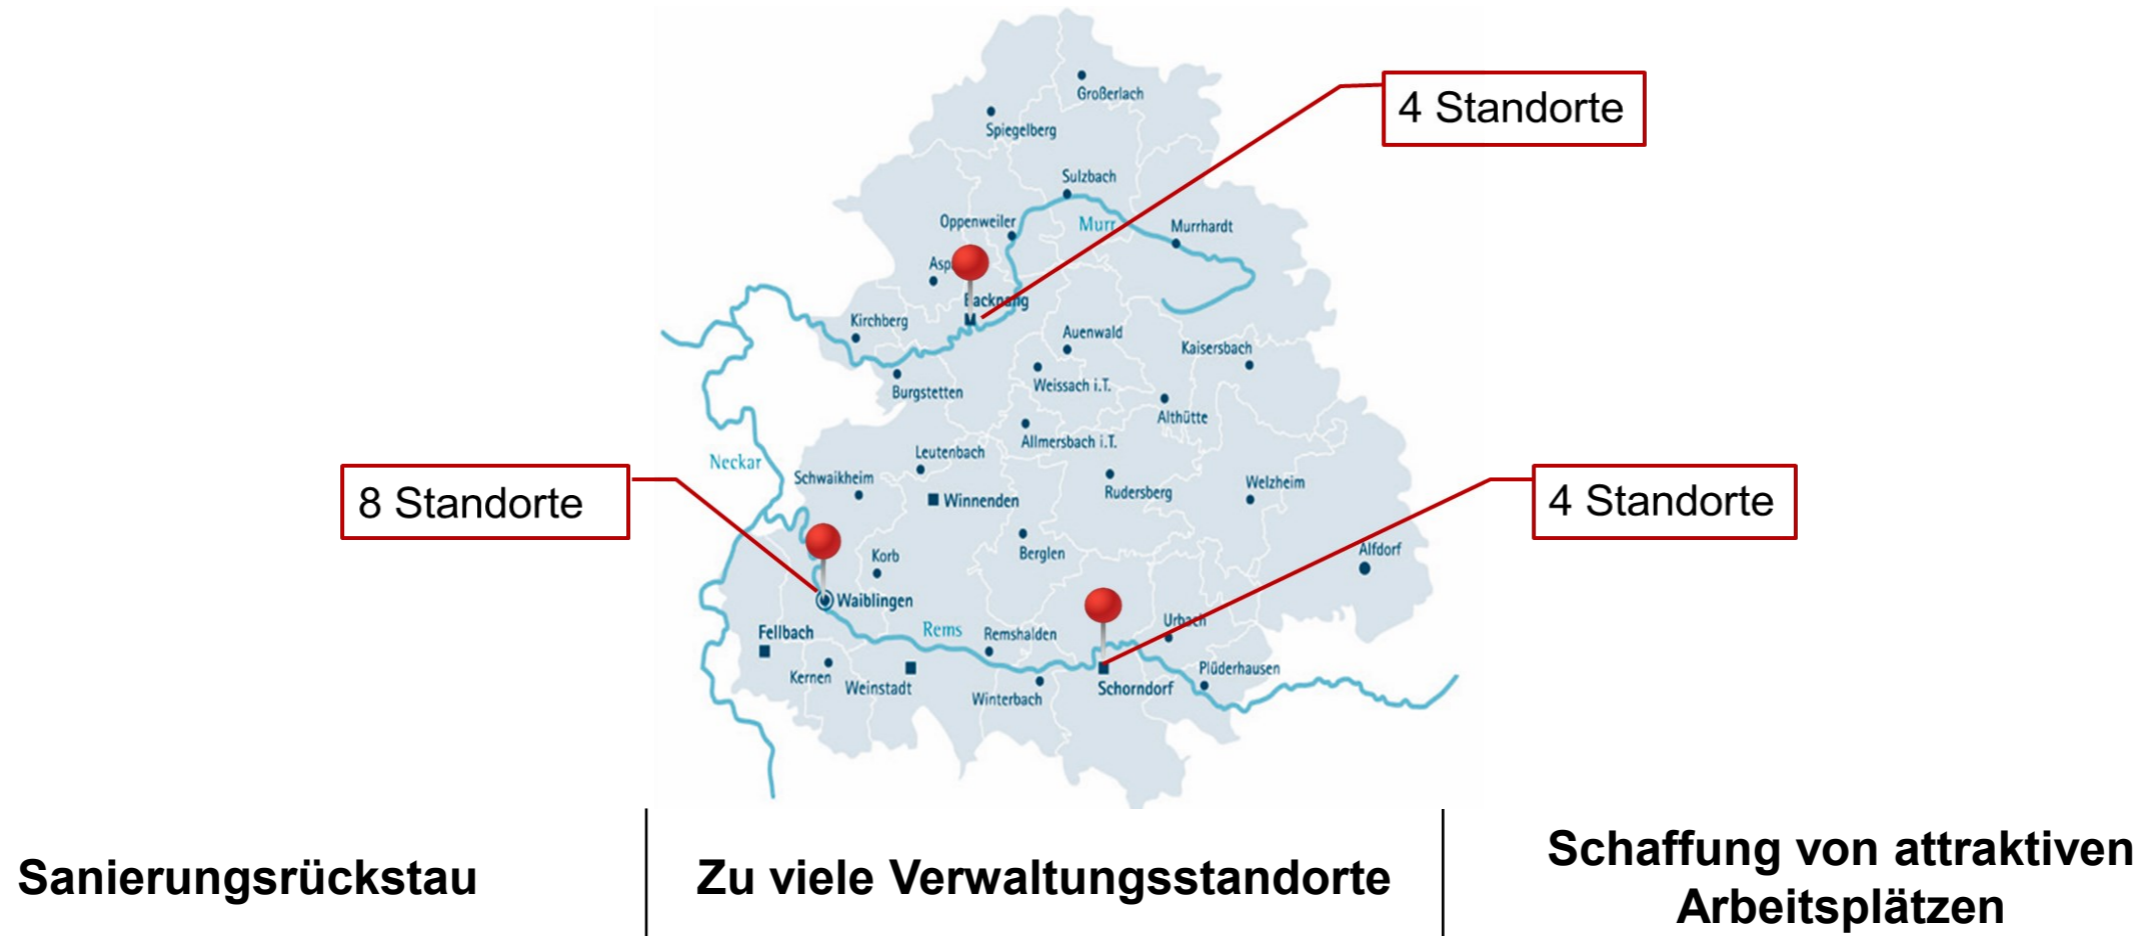 Großerlach
4 Standorte
Spiegelberg
Sulzbach
Oppenweiler
Murr
Murrhardt
Backnang
Kirchberg
Auenwald
Kaisersbach
Weissach i.T.
Burgstetten
Althütte
Allmersbach i.T.
Leutenbach
Neckar
Schwaikheim
Welzheim
Rudersberg
8 Standorte
Winnenden
4 Standorte
Berglen
Korb
Alfdorf
Waiblingen
Urbach
Fellbach
Rems
Remshalden
Plüderhausen
Kernen
Weinstadt
Winterbach
Schorndorf
Sanierungsrückstau
Zu viele Verwaltungsstandorte
Schaffung von attraktiven
Arbeitsplätzen